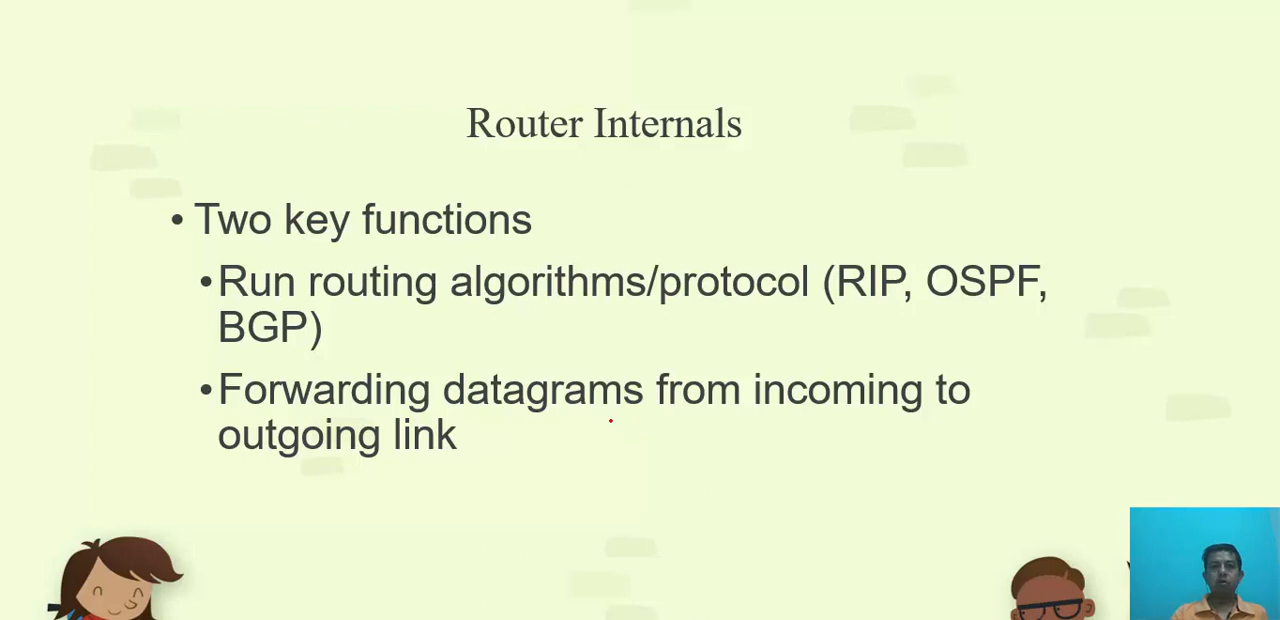 Router Internals
• Two key functions
•Run routing algorithms/protocol (RIP, OSPF,
BGP)
•Forwarding datagrams from incoming to
outgoing link